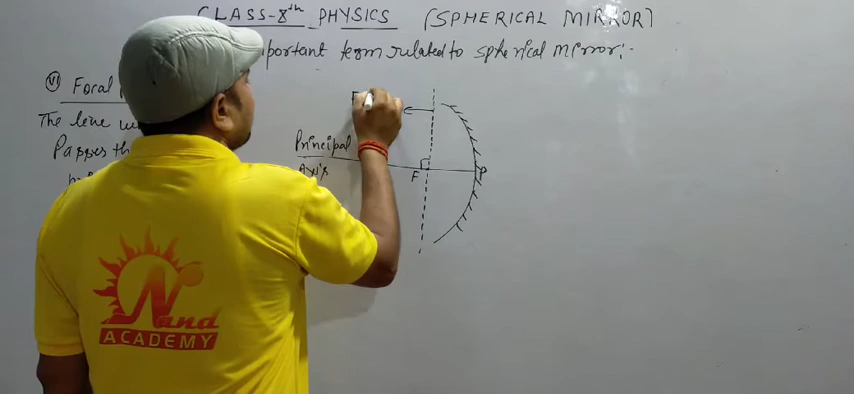 CLASS-8th PHYSICS (SPHERICAL MIRROR)
mportant term related to spherical mirror:-
(VI) Focal
The line
Passes th
Principal
Axis
F
P
Nand
ACADEMY